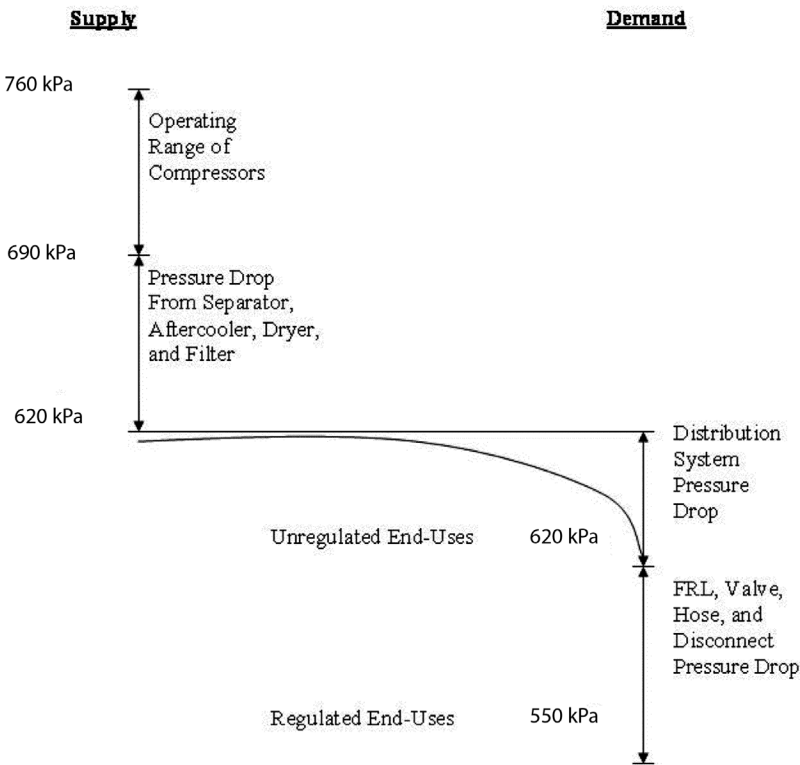 Supply
Demand
760 kPa
Operating
Range of
Compressors
690 kPa
Pressure Drop
From Separator,
Aftercooler, Dryer,
and Filter
620 kPa
Distribution
System
Pressure
Drop
Unregulated End-Uses
620 kPa
FRL, Valve,
Hose, and
Disconnect
Pressure Drop
Regulated End-Uses
550 kPa